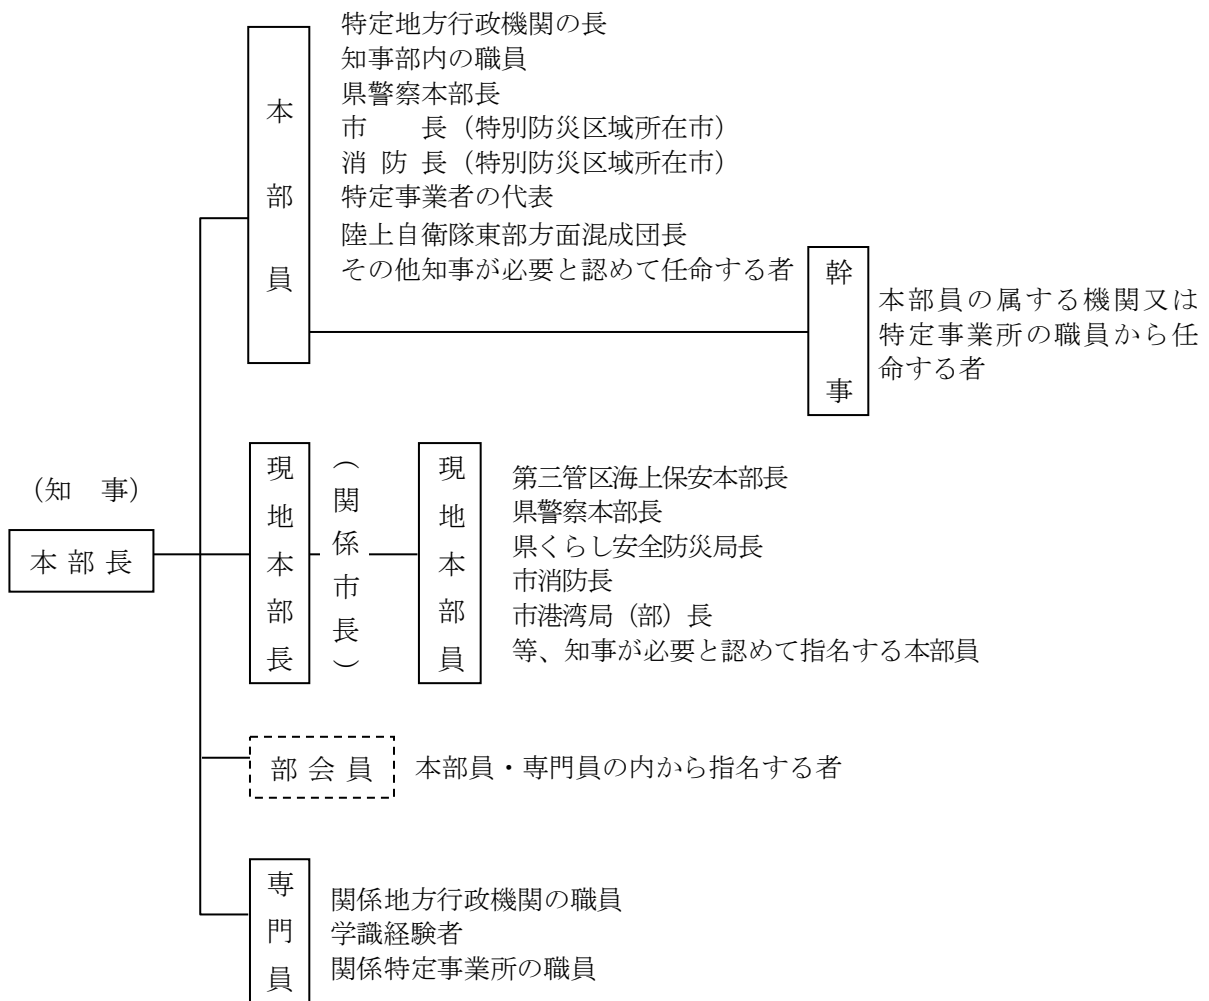 (知　事)
本部長
本部員
特定地方行政機関の長
知事部内の職員
県警察本部長
市　　長（特別防災区域所在市）
消 防 長（特別防災区域所在市）
特定事業者の代表
陸上自衛隊東部方面混成団長
その他知事が必要と認めて任命する者
幹事
本部員の属する機関又は
特定事業所の職員から任
命する者
現地本部長
（関係市長）
現地本部員
第三管区海上保安本部長
県警察本部長
県くらし安全防災局長
市消防長
市港湾局（部）長
等、知事が必要と認めて指名する本部員
部会員
本部員・専門員の内から指名する者
専門員
関係地方行政機関の職員
学識経験者
関係特定事業所の職員